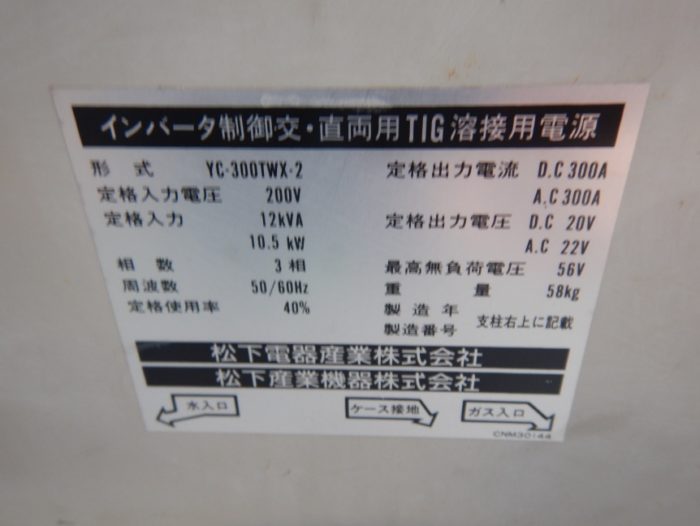 インバータ制御交・直両用TIG溶接用電源
形式 YC-300TWX-2 定格出力電流 D.C 300A
定格入力電圧 200V A.C 300A
定格入力 12kVA 定格出力電圧 D.C 20V
10.5 kW A.C 22V
相数 3相 最高無負荷電圧 56V
周波数 50/60Hz 重量 58kg
定格使用率 40% 製造年
製造番号 支柱右上に記載
松下電器産業株式会社
松下産業機器株式会社
水入口 ケース接地 ガス入口
CNM30144